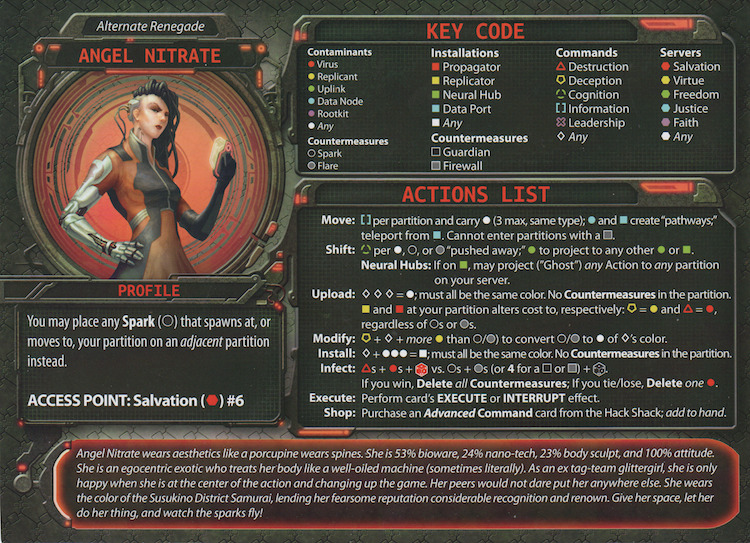 Alternate Renegade
ANGEL NITRATE
PROFILE
You may place any Spark (○) that spawns at, or
moves to, your partition on an adjacent partition
instead.
ACCESS POINT: Salvation (⬢) #6
KEY CODE
Contaminants
Virus
Replicant
Uplink
Data Node
Rootkit
Any
Countermeasures
Spark
Flare
Installations
Propagator
Replicator
Neural Hub
Data Port
Any
Countermeasures
Guardian
Firewall
Commands
Destruction
Deception
Cognition
Information
Leadership
Any
Servers
Salvation
Virtue
Freedom
Justice
Faith
Any
ACTIONS LIST
Move: [] per partition and carry ● (3 max, same type); ● and ■ create “pathways;”
teleport from ■. Cannot enter partitions with a ■.
Shift: per ●, ○, or ○ “pushed away;” ● to project to any other ● or ■.
Neural Hubs: If on ■, may project (“Ghost”) any Action to any partition
on your server.
Upload: ◇ ◇ ◇ = ●; must all be the same color. No Countermeasures in the partition.
■ and ■ at your partition alters cost to, respectively: = ● and △ = ●,
regardless of ○s or ○s.
Modify: + ◇ + more ● than ○/○) to convert ○/○ to ● of ◇’s color.
Install: ◇ + ●●● = ■; must all be the same color. No Countermeasures in the partition.
Infect: △s + ●s + vs. ○s + ○s (or 4 for a □ or ■) + .
If you win, Delete all Countermeasures; If you tie/lose, Delete one ●.
Execute: Perform card’s EXECUTE or INTERRUPT effect.
Shop: Purchase an Advanced Command card from the Hack Shack; add to hand.
Angel Nitrate wears aesthetics like a porcupine wears spines. She is 53% bioware, 24% nano-tech, 23% body sculpt, and 100% attitude.
She is an egocentric exotic who treats her body like a well-oiled machine (sometimes literally). As an ex tag-team glittergirl, she is only
happy when she is at the center of the action and changing up the game. Her peers would not dare put her anywhere else. She wears
the color of the Susukino District Samurai, lending her fearsome reputation considerable recognition and renown. Give her space, let her
do her thing, and watch the sparks fly!